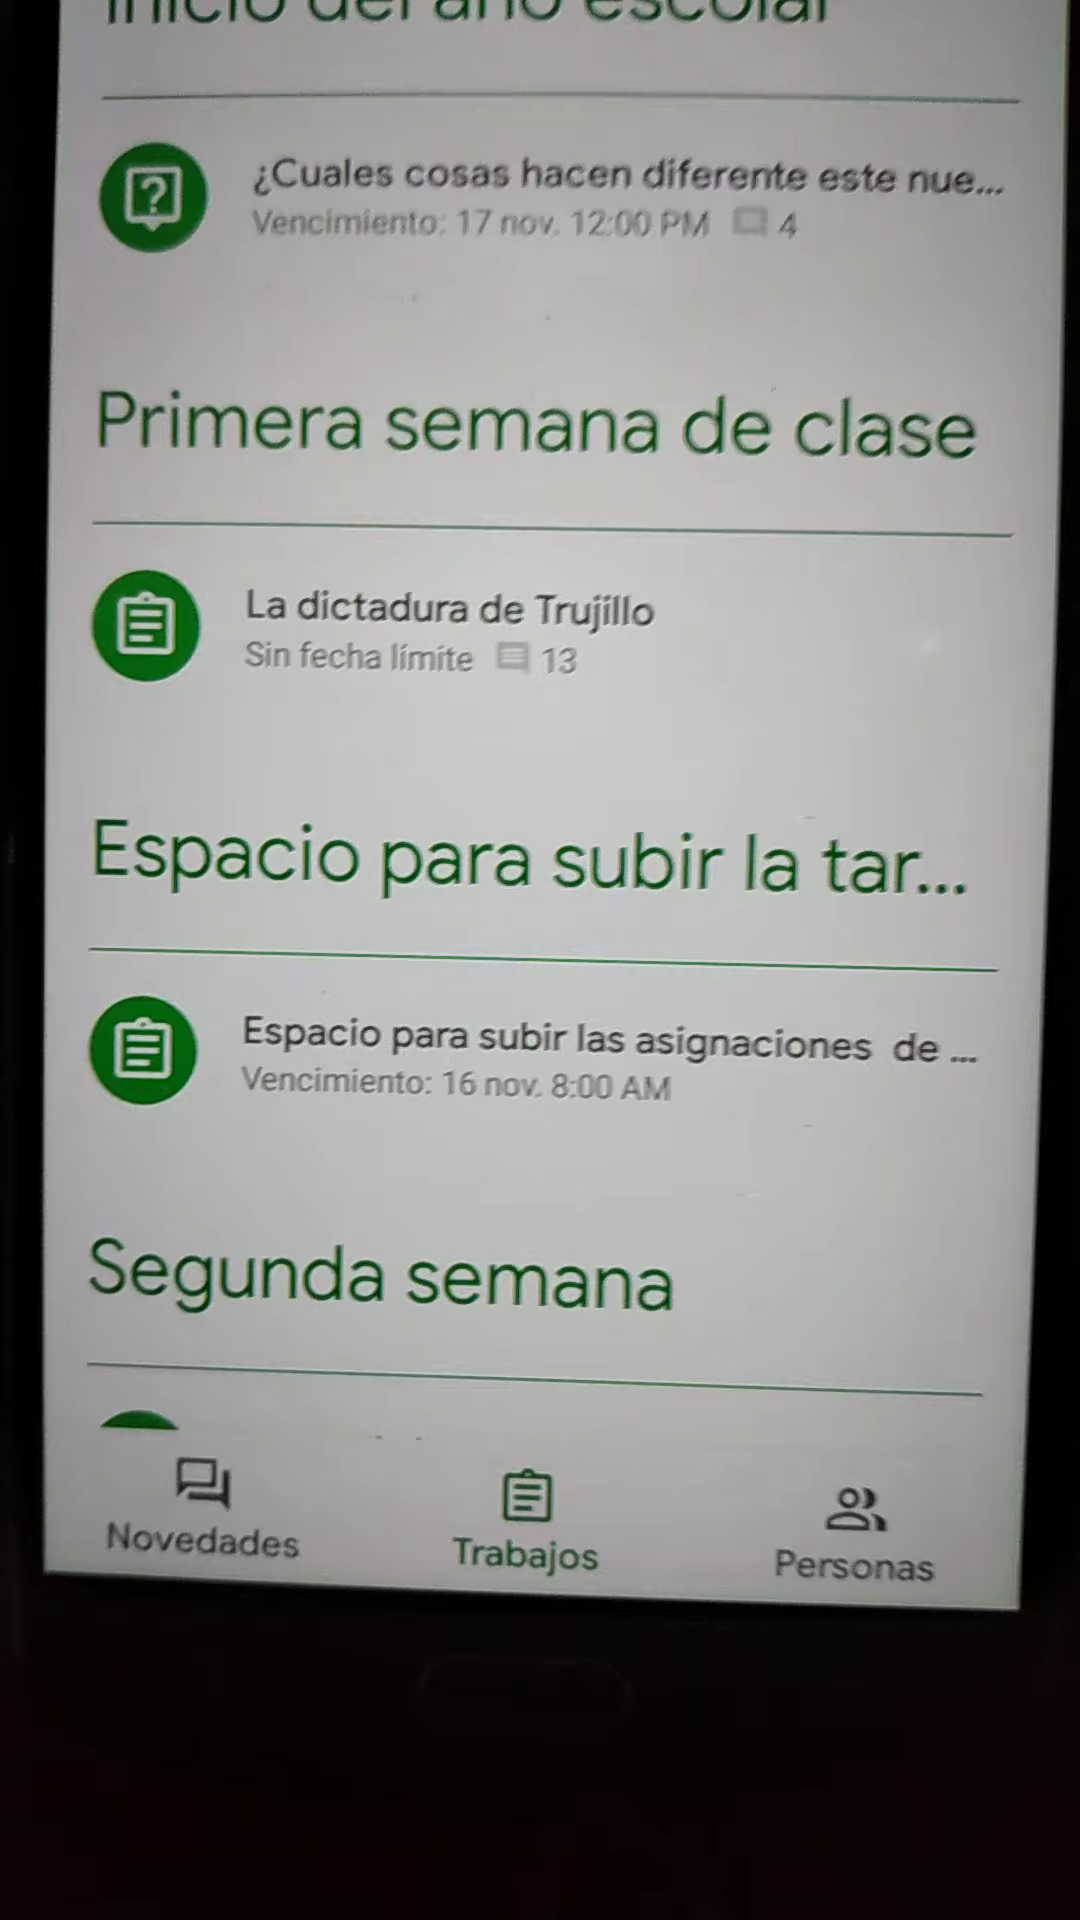 Inicio del año escolar
¿Cuales cosas hacen diferente este nue...
Vencimiento: 17 nov. 12:00 PM 4
Primera semana de clase
La dictadura de Trujillo
Sin fecha límite 13
Espacio para subir la tar...
Espacio para subir las asignaciones de ...
Vencimiento: 16 nov. 8:00 AM
Segunda semana
Novedades
Trabajos
Personas